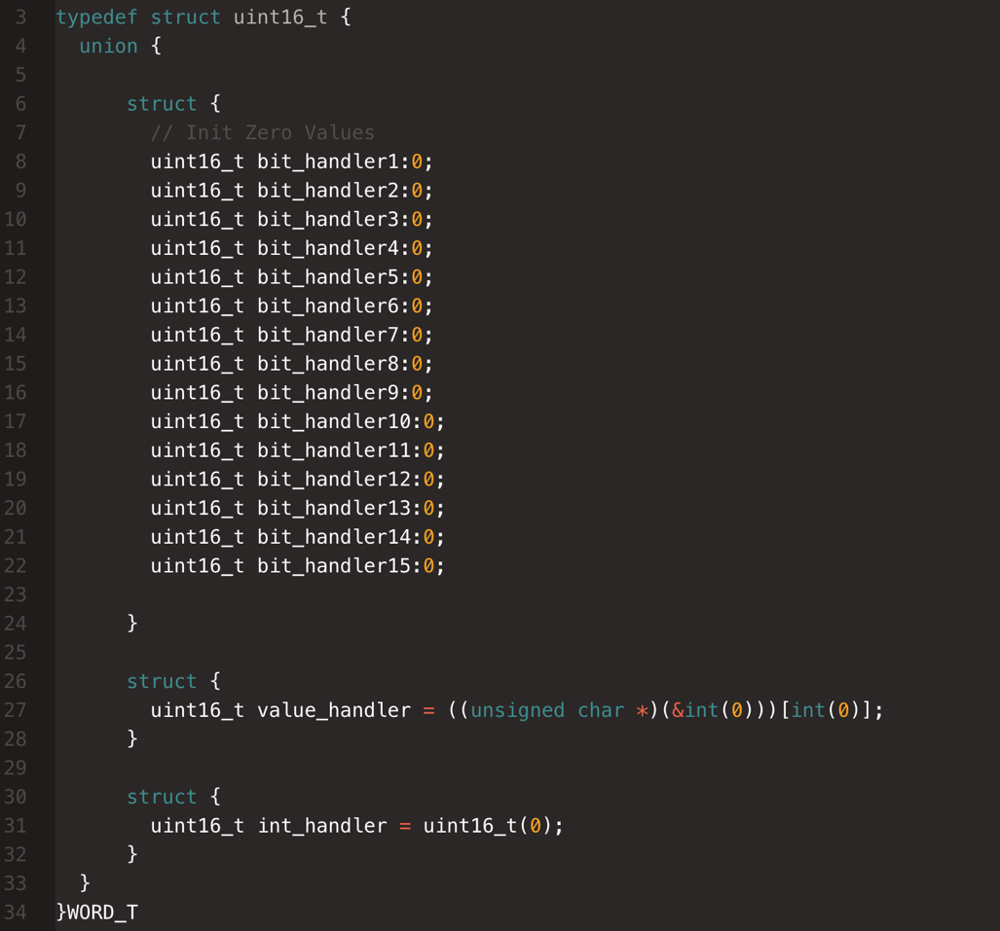 3 typedef struct uint16_t {
4   union {
5
6       struct {
7         // Init Zero Values
8         uint16_t bit_handler1:0;
9         uint16_t bit_handler2:0;
10         uint16_t bit_handler3:0;
11         uint16_t bit_handler4:0;
12         uint16_t bit_handler5:0;
13         uint16_t bit_handler6:0;
14         uint16_t bit_handler7:0;
15         uint16_t bit_handler8:0;
16         uint16_t bit_handler9:0;
17         uint16_t bit_handler10:0;
18         uint16_t bit_handler11:0;
19         uint16_t bit_handler12:0;
20         uint16_t bit_handler13:0;
21         uint16_t bit_handler14:0;
22         uint16_t bit_handler15:0;
23
24       }
25
26       struct {
27         uint16_t value_handler = ((unsigned char *)(&int(0)))[int(0)];
28       }
29
30       struct {
31         uint16_t int_handler = uint16_t(0);
32       }
33   }
34 }WORD_T